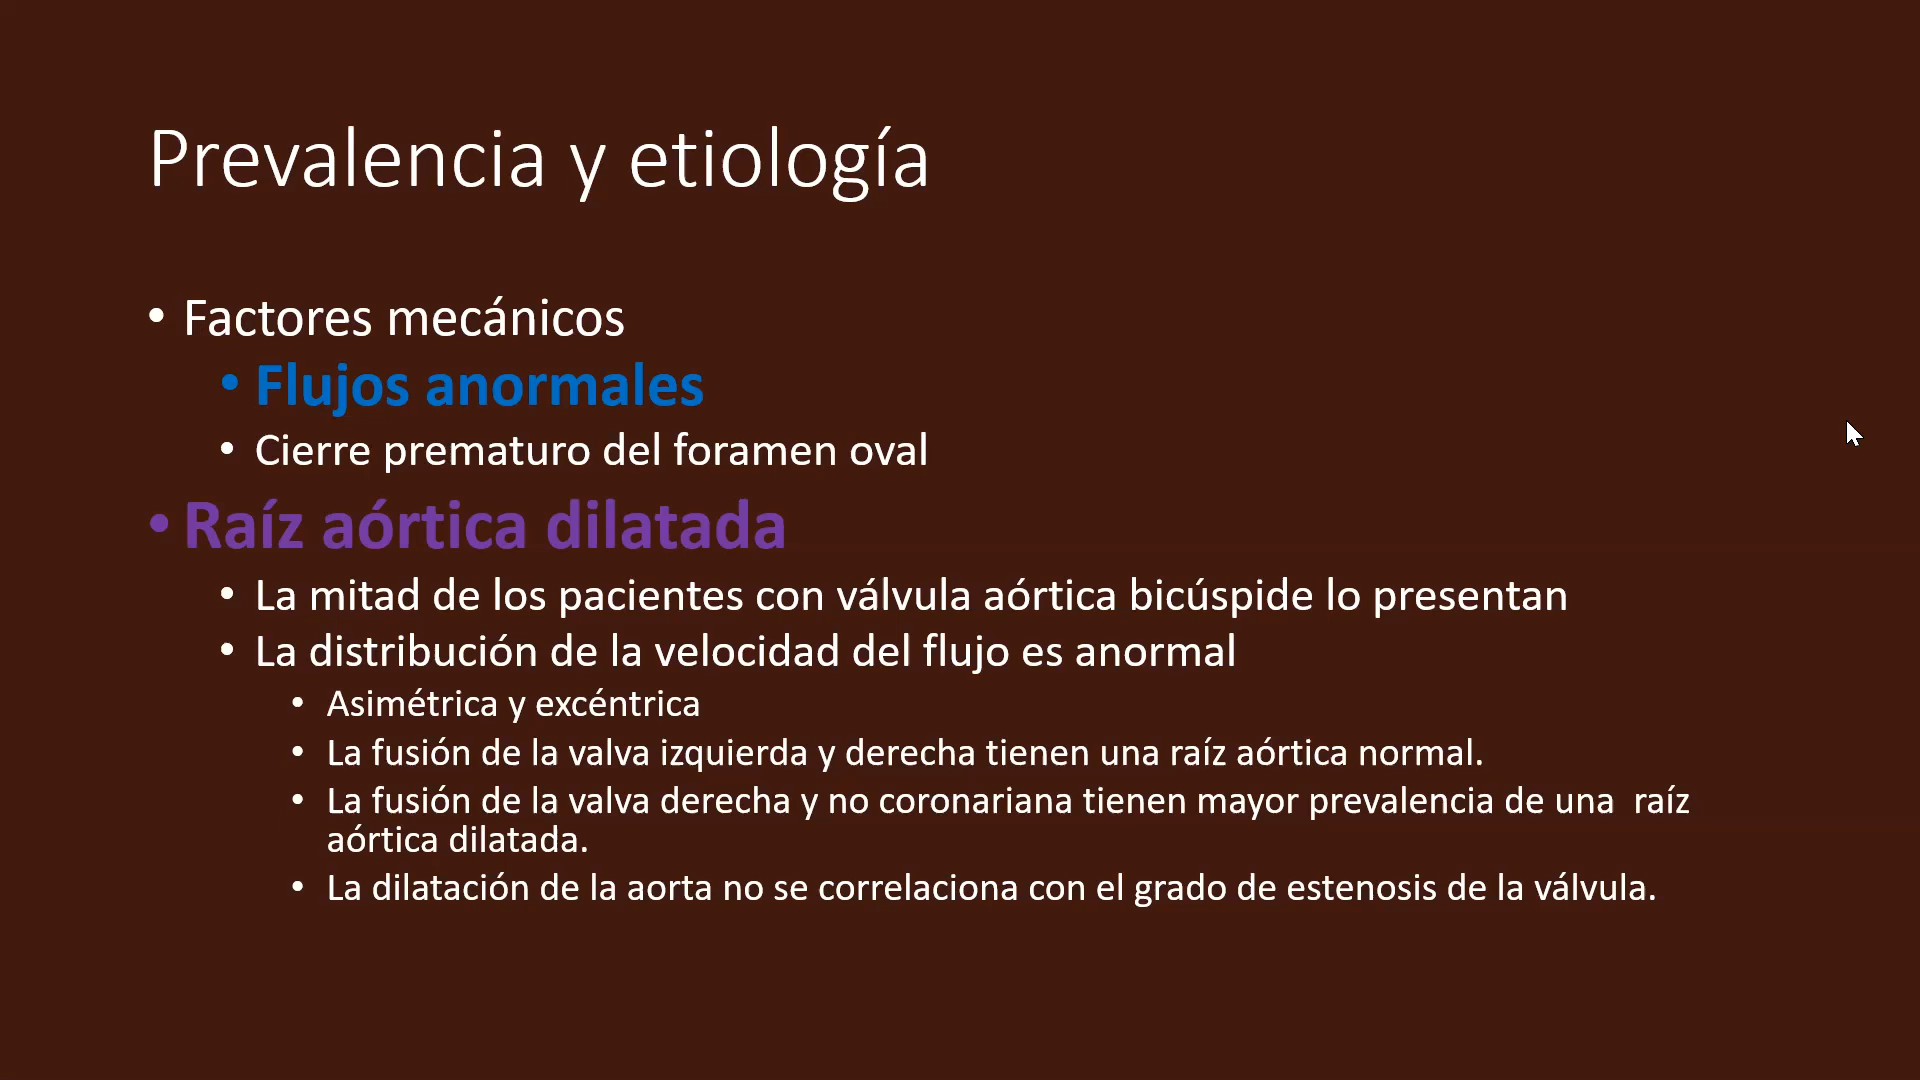 Prevalencia y etiología
• Factores mecánicos
• Flujos anormales
• Cierre prematuro del foramen oval
• Raíz aórtica dilatada
• La mitad de los pacientes con válvula aórtica bicúspide lo presentan
• La distribución de la velocidad del flujo es anormal
• Asimétrica y excéntrica
• La fusión de la valva izquierda y derecha tienen una raíz aórtica normal.
• La fusión de la valva derecha y no coronariana tienen mayor prevalencia de una  raíz
aórtica dilatada.
• La dilatación de la aorta no se correlaciona con el grado de estenosis de la válvula.